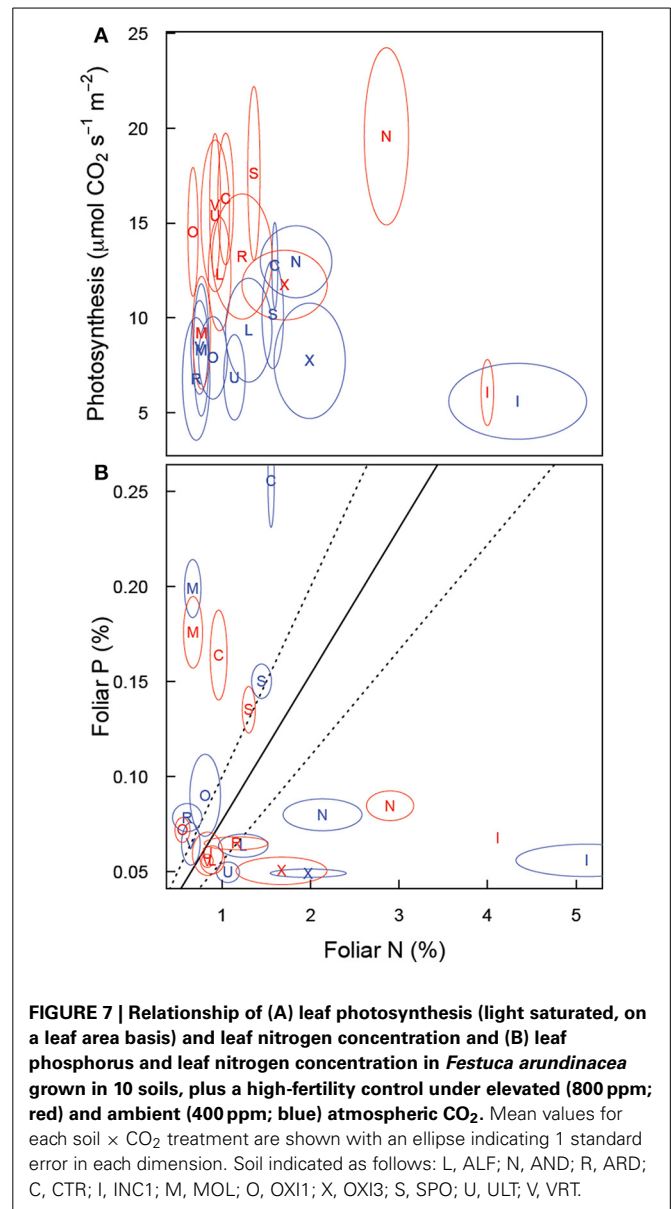 A
25
20
15
10
5
Photosynthesis (μmol CO₂ s⁻¹ m⁻²)
N
S
C
V
U
O
L
R
C
N
X
S
M
V
M
O
L
R
U
X
I
I
B
0.25
0.20
0.15
0.10
0.05
Foliar P (%)
C
M
M
C
S
S
O
R
O
V
N
N
R
L
U
L
U
X
X
I
I
1 2 3 4 5
Foliar N (%)
FIGURE 7 | Relationship of (A) leaf photosynthesis (light saturated, on
a leaf area basis) and leaf nitrogen concentration and (B) leaf
phosphorus and leaf nitrogen concentration in Festuca arundinacea
grown in 10 soils, plus a high-fertility control under elevated (800 ppm;
red) and ambient (400 ppm; blue) atmospheric CO₂. Mean values for
each soil × CO₂ treatment are shown with an ellipse indicating 1 standard
error in each dimension. Soil indicated as follows: L, ALF; N, AND; R, ARD;
C, CTR; I, INC1; M, MOL; O, OXI1; X, OXI3; S, SPO; U, ULT; V, VRT.